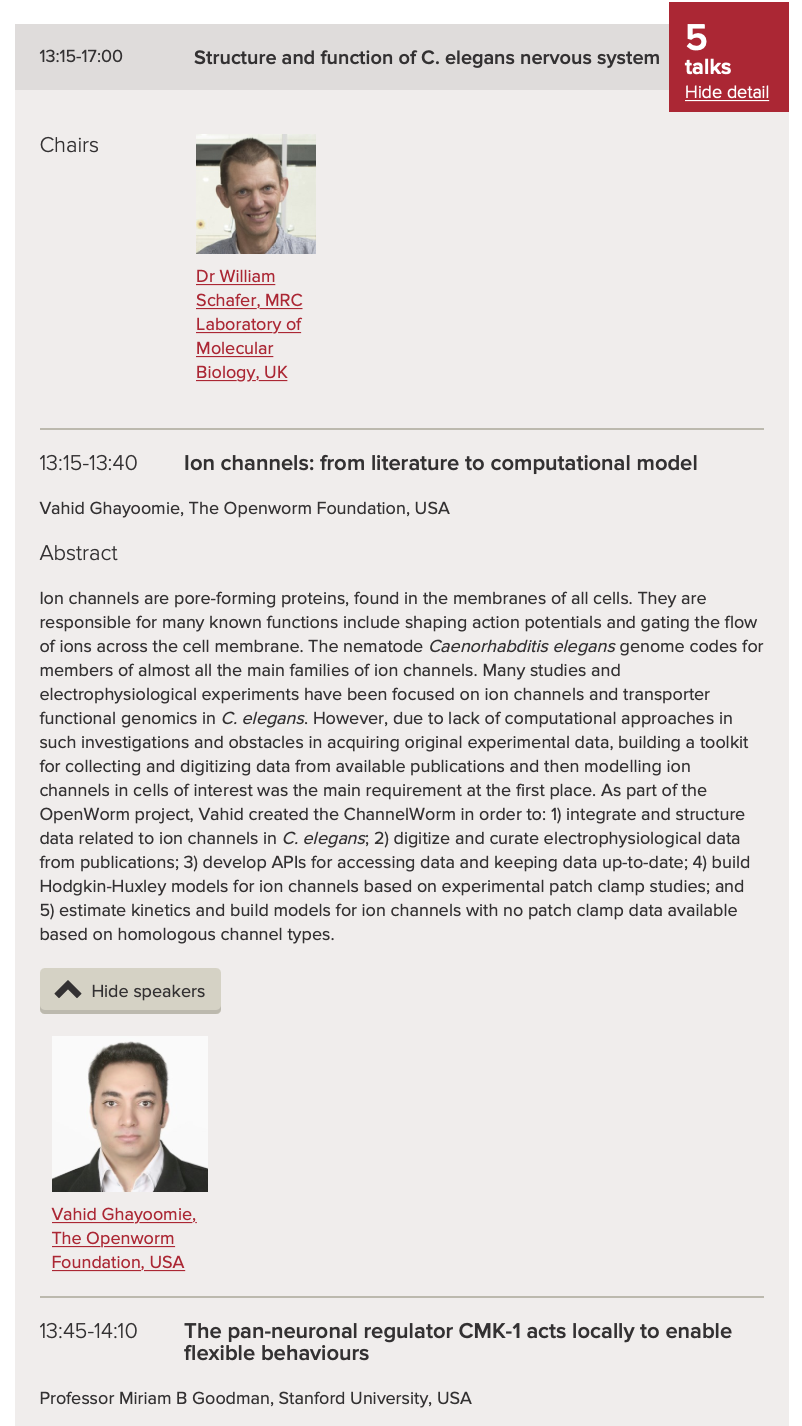 13:15-17:00
Structure and function of C. elegans nervous system
5
talks
Hide detail
Chairs
Dr William
Schafer, MRC
Laboratory of
Molecular
Biology, UK
13:15-13:40
Ion channels: from literature to computational model
Vahid Ghayoomie, The Openworm Foundation, USA
Abstract
Ion channels are pore-forming proteins, found in the membranes of all cells. They are
responsible for many known functions include shaping action potentials and gating the flow
of ions across the cell membrane. The nematode Caenorhabditis elegans genome codes for
members of almost all the main families of ion channels. Many studies and
electrophysiological experiments have been focused on ion channels and transporter
functional genomics in C. elegans. However, due to lack of computational approaches in
such investigations and obstacles in acquiring original experimental data, building a toolkit
for collecting and digitizing data from available publications and then modelling ion
channels in cells of interest was the main requirement at the first place. As part of the
OpenWorm project, Vahid created the ChannelWorm in order to: 1) integrate and structure
data related to ion channels in C. elegans; 2) digitize and curate electrophysiological data
from publications; 3) develop APIs for accessing data and keeping data up-to-date; 4) build
Hodgkin-Huxley models for ion channels based on experimental patch clamp studies; and
5) estimate kinetics and build models for ion channels with no patch clamp data available
based on homologous channel types.
Hide speakers
Vahid Ghayoomie,
The Openworm
Foundation, USA
13:45-14:10
The pan-neuronal regulator CMK-1 acts locally to enable
flexible behaviours
Professor Miriam B Goodman, Stanford University, USA